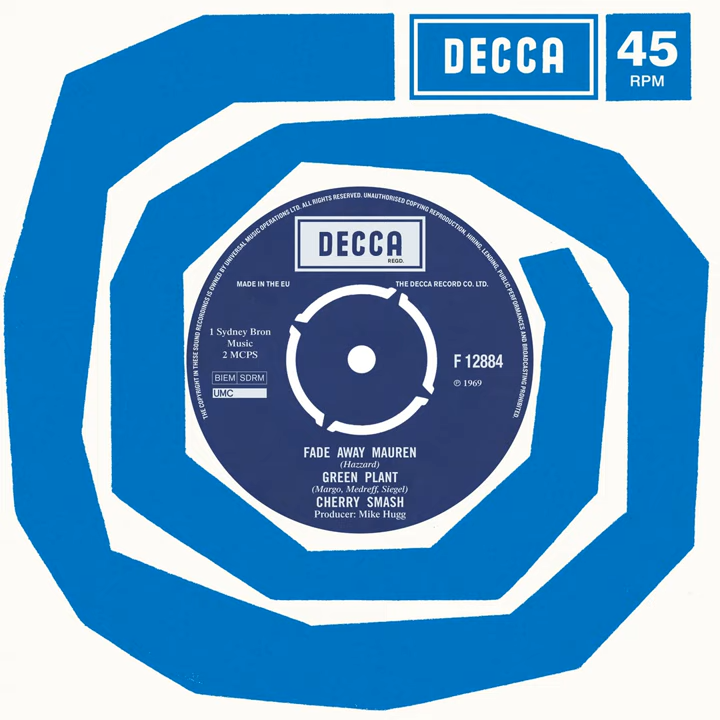 DECCA
45
RPM
THE COPYRIGHT IN THESE SOUND RECORDINGS IS OWNED BY UNIVERSAL MUSIC OPERATIONS LTD. ALL RIGHTS RESERVED. UNAUTHORISED COPYING REPRODUCTION, HIRING, LENDING, PUBLIC PERFORMANCES AND BROADCASTING PROHIBITED.
DECCA
REGD.
MADE IN THE EU
THE DECCA RECORD CO. LTD.
1 Sydney Bron
Music
2 MCPS
BIEM SDRM
UMC
F 12884
℗ 1969
FADE AWAY MAUREN
(Hazzard)
GREEN PLANT
(Margo, Medreff, Siegel)
CHERRY SMASH
Producer: Mike Hugg